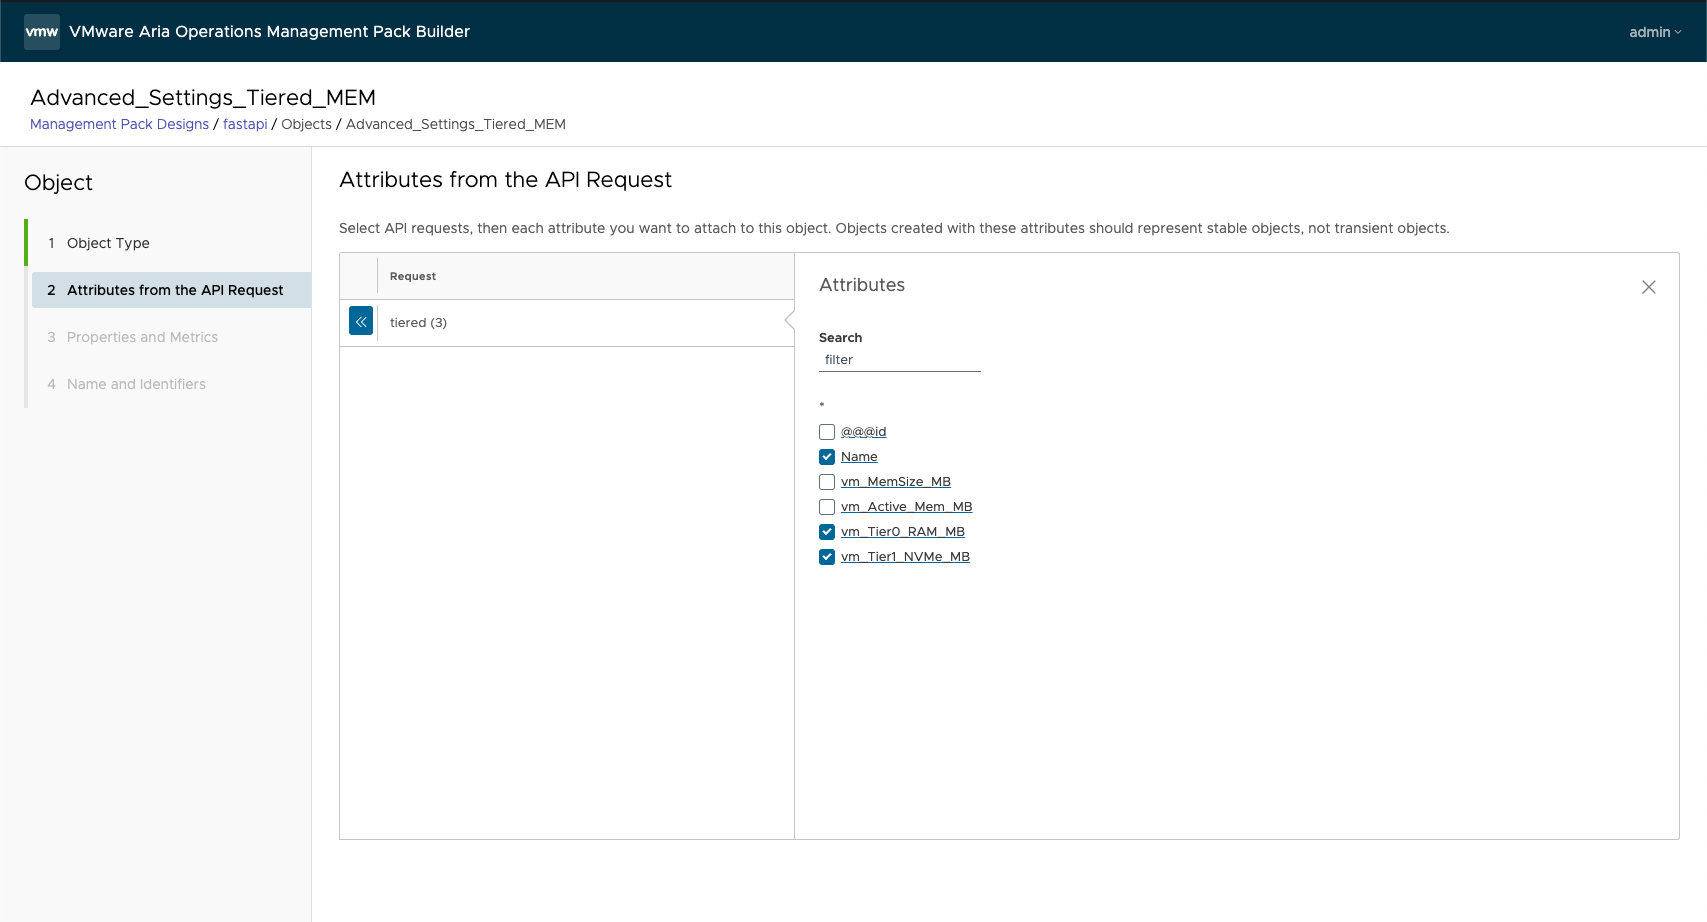 vmw VMware Aria Operations Management Pack Builder
admin
Advanced_Settings_Tiered_MEM
Management Pack Designs / fastapi / Objects / Advanced_Settings_Tiered_MEM
Object
1 Object Type
2 Attributes from the API Request
3 Properties and Metrics
4 Name and Identifiers
Attributes from the API Request
Select API requests, then each attribute you want to attach to this object. Objects created with these attributes should represent stable objects, not transient objects.
Request
tiered (3)
Attributes
Search
filter
*
@@@id
Name
vm_MemSize_MB
vm_Active_Mem_MB
vm_Tier0_RAM_MB
vm_Tier1_NVMe_MB